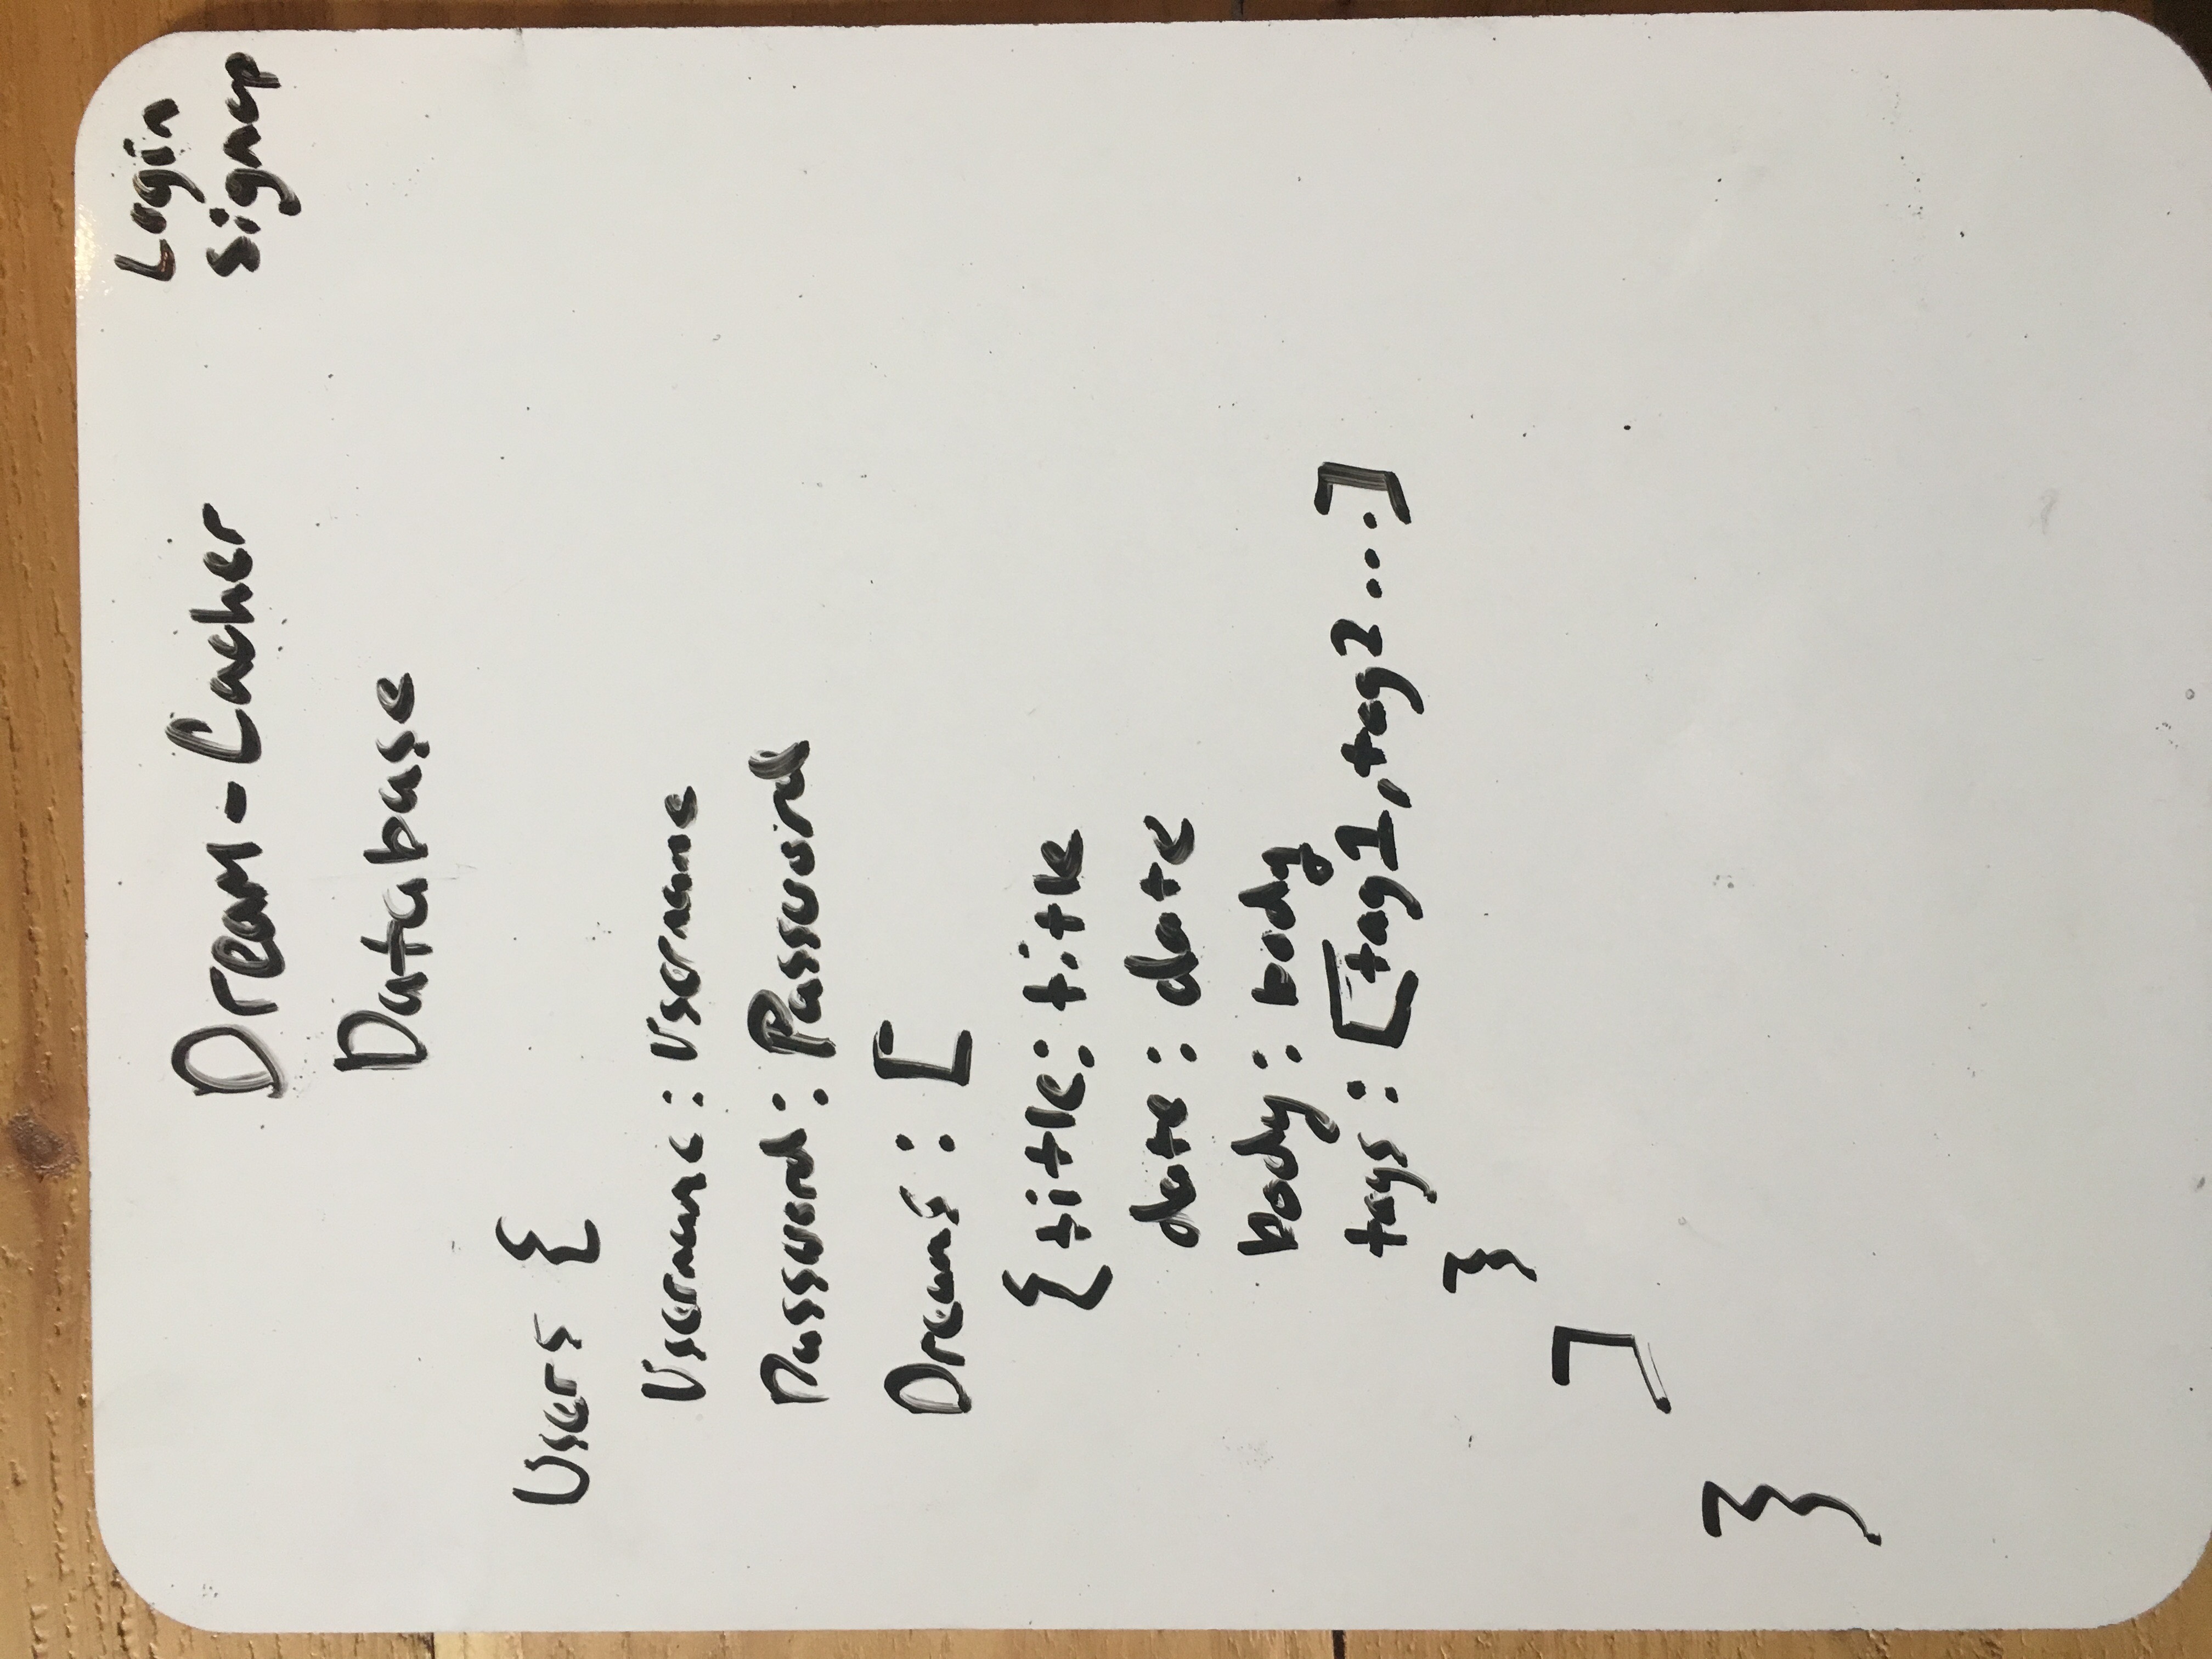 Dream-Cacher
Login
Signup
Database
Users {
Username: Username
Password: Password
Dreams: [
{title: title
date: date
body: body
tags: [tag1, tag2...]
}
]
}